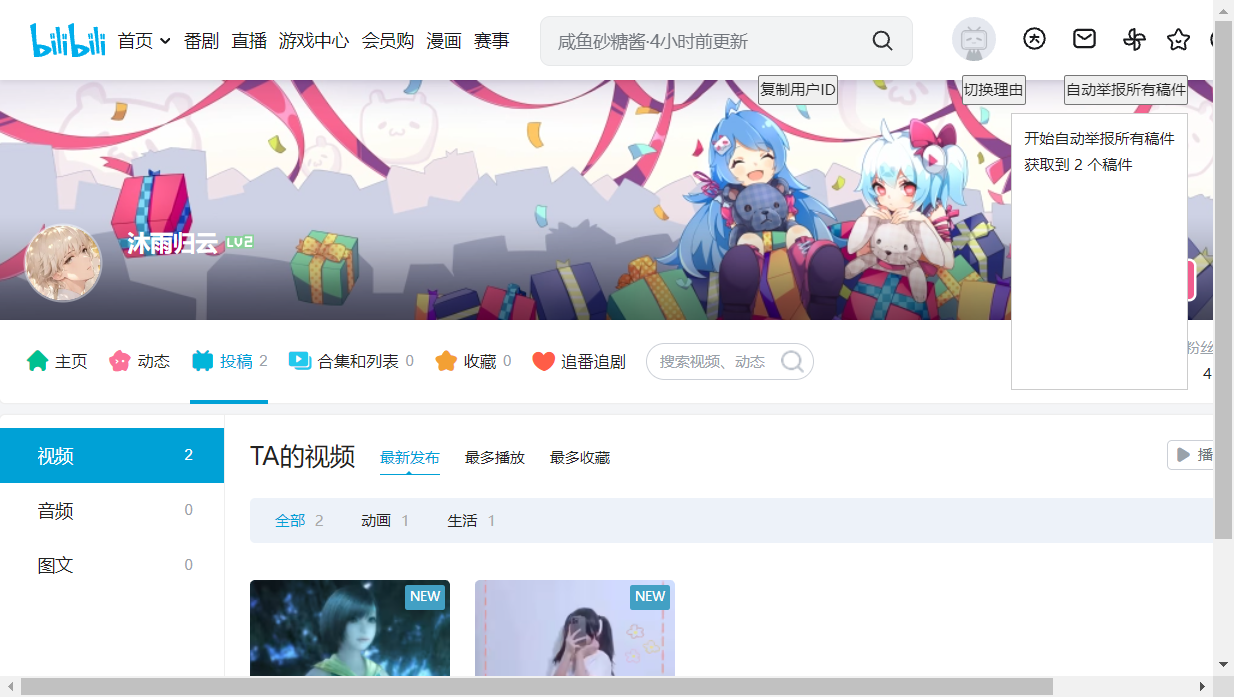 bilibili 首页 番剧 直播 游戏中心 会员购 漫画 赛事 咸鱼砂糖酱·4小时前更新
复制用户ID 切换理由 自动举报所有稿件
开始自动举报所有稿件
获取到 2 个稿件
沐雨归云 LV2
主页 动态 投稿 2 合集和列表 0 收藏 0 追番追剧 搜索视频、动态 粉丝
4
视频 2
音频 0
图文 0
TA的视频 最新发布 最多播放 最多收藏 播
全部 2 动画 1 生活 1
NEW NEW